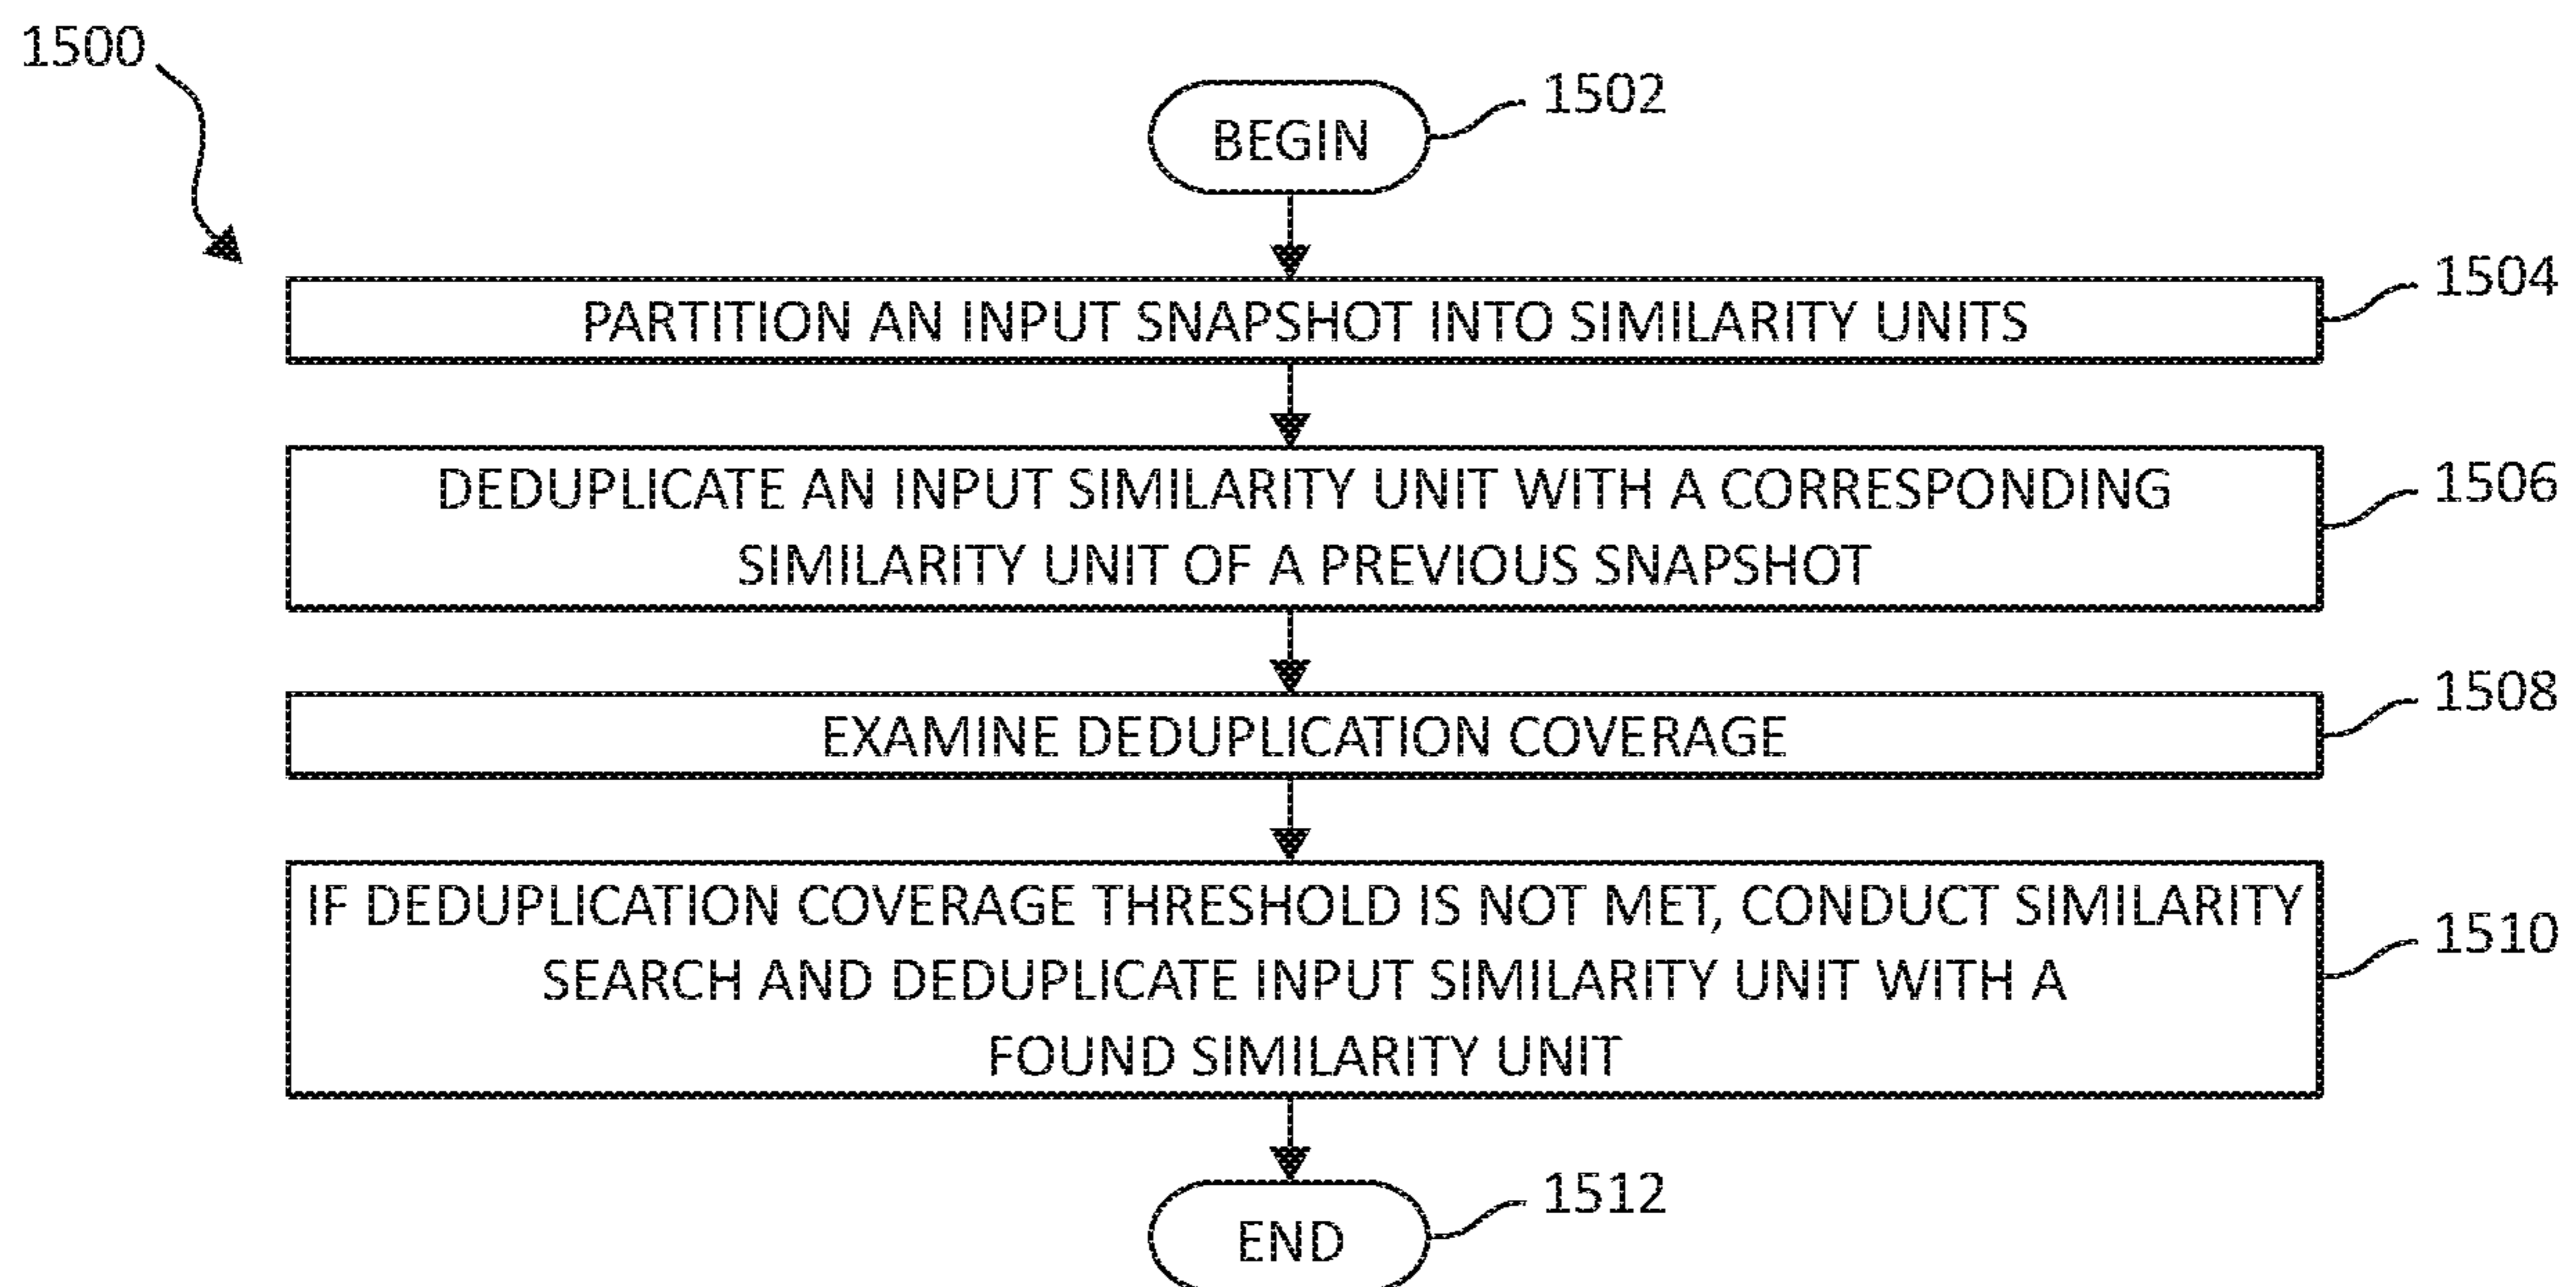 1500
BEGIN
1502
PARTITION AN INPUT SNAPSHOT INTO SIMILARITY UNITS
1504
DEDUPLICATE AN INPUT SIMILARITY UNIT WITH A CORRESPONDING
SIMILARITY UNIT OF A PREVIOUS SNAPSHOT
1506
EXAMINE DEDUPLICATION COVERAGE
1508
IF DEDUPLICATION COVERAGE THRESHOLD IS NOT MET, CONDUCT SIMILARITY
SEARCH AND DEDUPLICATE INPUT SIMILARITY UNIT WITH A
FOUND SIMILARITY UNIT
1510
END
1512